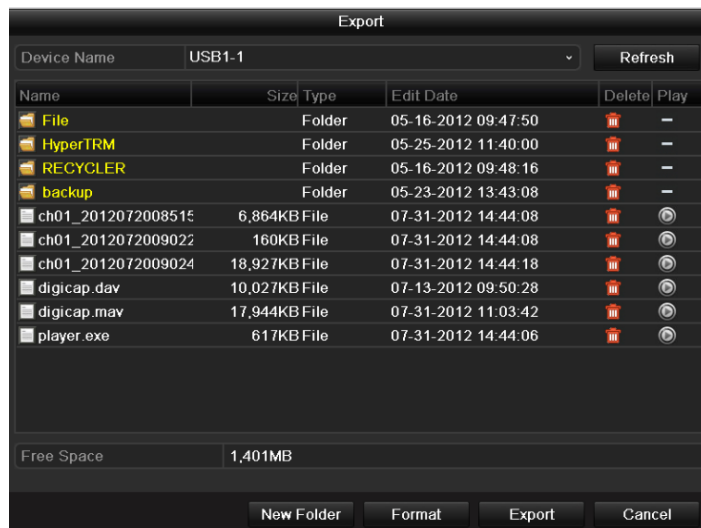 Export
Device Name USB1-1 Refresh
Name Size Type Edit Date Delete Play
File Folder 05-16-2012 09:47:50 –
HyperTRM Folder 05-25-2012 11:40:00 –
RECYCLER Folder 05-16-2012 09:48:16 –
backup Folder 05-23-2012 13:43:08 –
ch01_2012072008515 6,864KB File 07-31-2012 14:44:08
ch01_2012072009022 160KB File 07-31-2012 14:44:08
ch01_2012072009024 18,927KB File 07-31-2012 14:44:18
digicap.dav 10,027KB File 07-13-2012 09:50:28
digicap.mav 17,944KB File 07-31-2012 11:03:42
player.exe 617KB File 07-31-2012 14:44:06
Free Space 1,401MB
New Folder Format Export Cancel